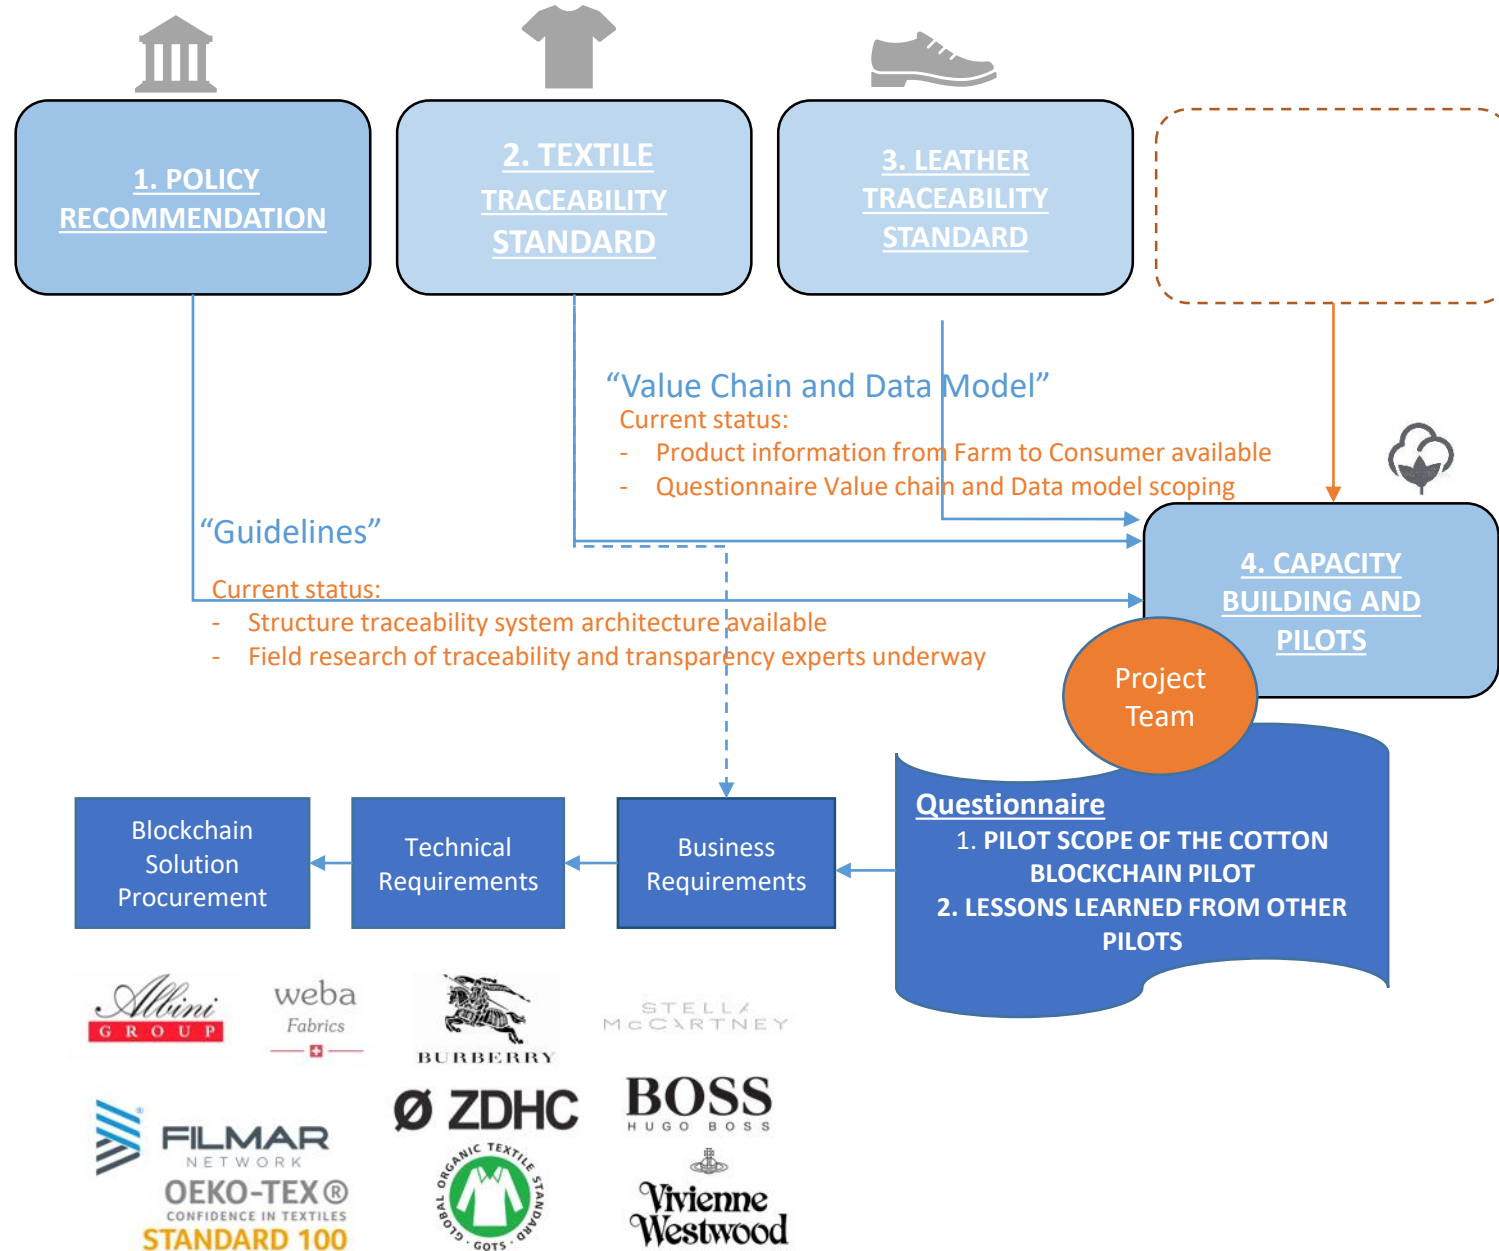 1. POLICY
RECOMMENDATION
2. TEXTILE
TRACEABILITY
STANDARD
3. LEATHER
TRACEABILITY
STANDARD
“Value Chain and Data Model”
Current status:
- Product information from Farm to Consumer available
- Questionnaire Value chain and Data model scoping
“Guidelines”
Current status:
- Structure traceability system architecture available
- Field research of traceability and transparency experts underway
4. CAPACITY
BUILDING AND
PILOTS
Project
Team
Blockchain
Solution
Procurement
Technical
Requirements
Business
Requirements
Questionnaire
1. PILOT SCOPE OF THE COTTON
BLOCKCHAIN PILOT
2. LESSONS LEARNED FROM OTHER
PILOTS
Albini
GROUP
weba
Fabrics
BURBERRY
STELLA
McCARTNEY
FILMAR
NETWORK
Ø ZDHC
BOSS
HUGO BOSS
OEKO-TEX®
CONFIDENCE IN TEXTILES
STANDARD 100
GLOBAL ORGANIC TEXTILE STANDARD
· GOTS ·
Vivienne
Westwood